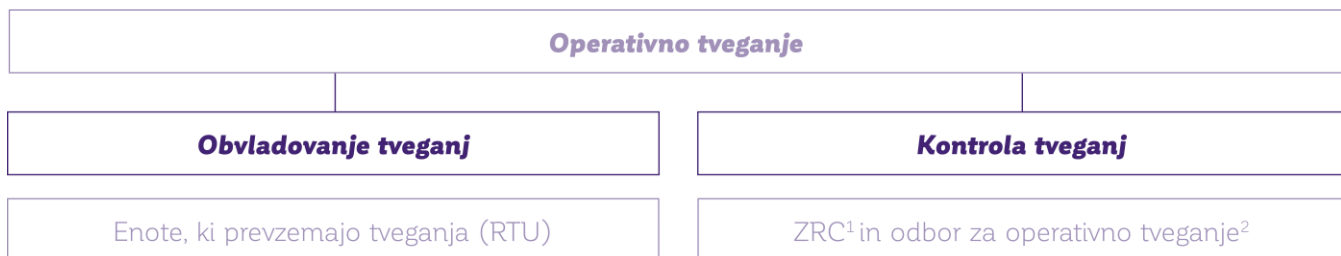 Operativno tveganje
Obvladovanje tveganj
Kontrola tveganj
Enote, ki prevzemajo tveganja (RTU)
ZRC¹ in odbor za operativno tveganje²